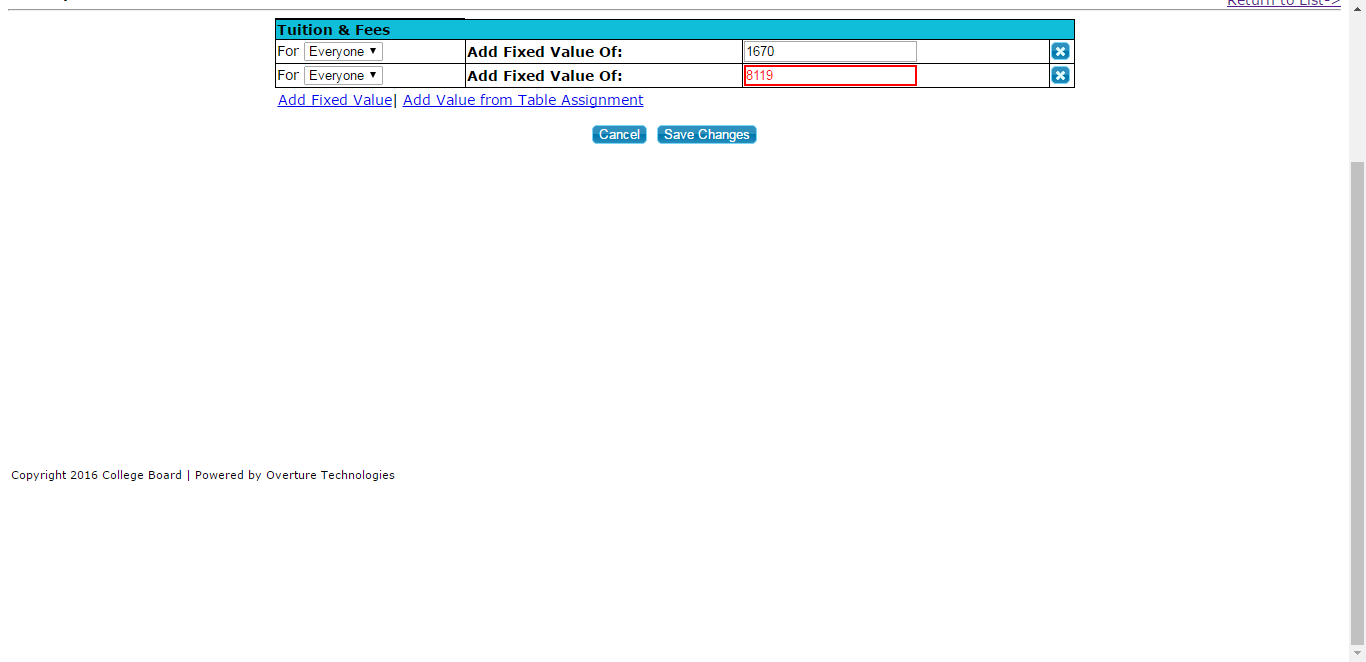 Return to List->
Tuition & Fees
For Everyone Add Fixed Value Of: 1670
For Everyone Add Fixed Value Of: 8119
Add Fixed Value| Add Value from Table Assignment
Cancel Save Changes
Copyright 2016 College Board | Powered by Overture Technologies